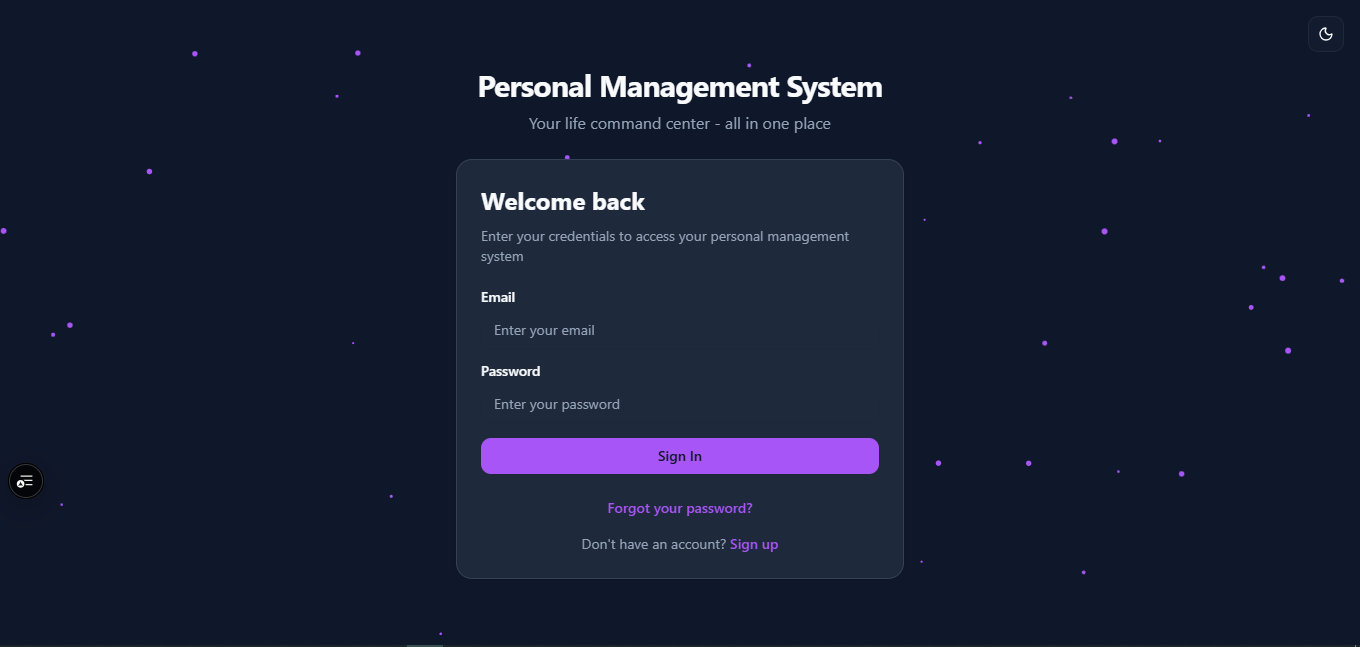 Personal Management System
Your life command center - all in one place
Welcome back
Enter your credentials to access your personal management
system
Email
Enter your email
Password
Enter your password
Sign In
Forgot your password?
Don't have an account? Sign up